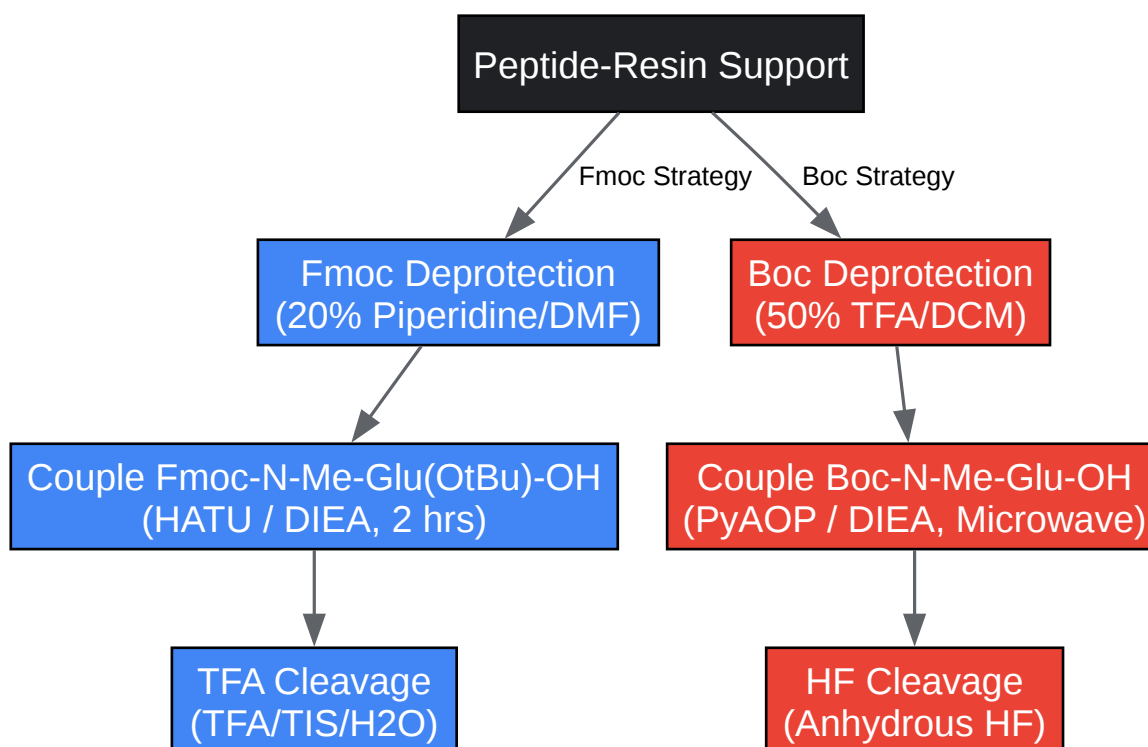 Peptide-Resin Support
Fmoc Strategy
Boc Strategy
Fmoc Deprotection
(20% Piperidine/DMF)
Boc Deprotection
(50% TFA/DCM)
Couple Fmoc-N-Me-Glu(OtBu)-OH
(HATU / DIEA, 2 hrs)
Couple Boc-N-Me-Glu-OH
(PyAOP / DIEA, Microwave)
TFA Cleavage
(TFA/TIS/H2O)
HF Cleavage
(Anhydrous HF)